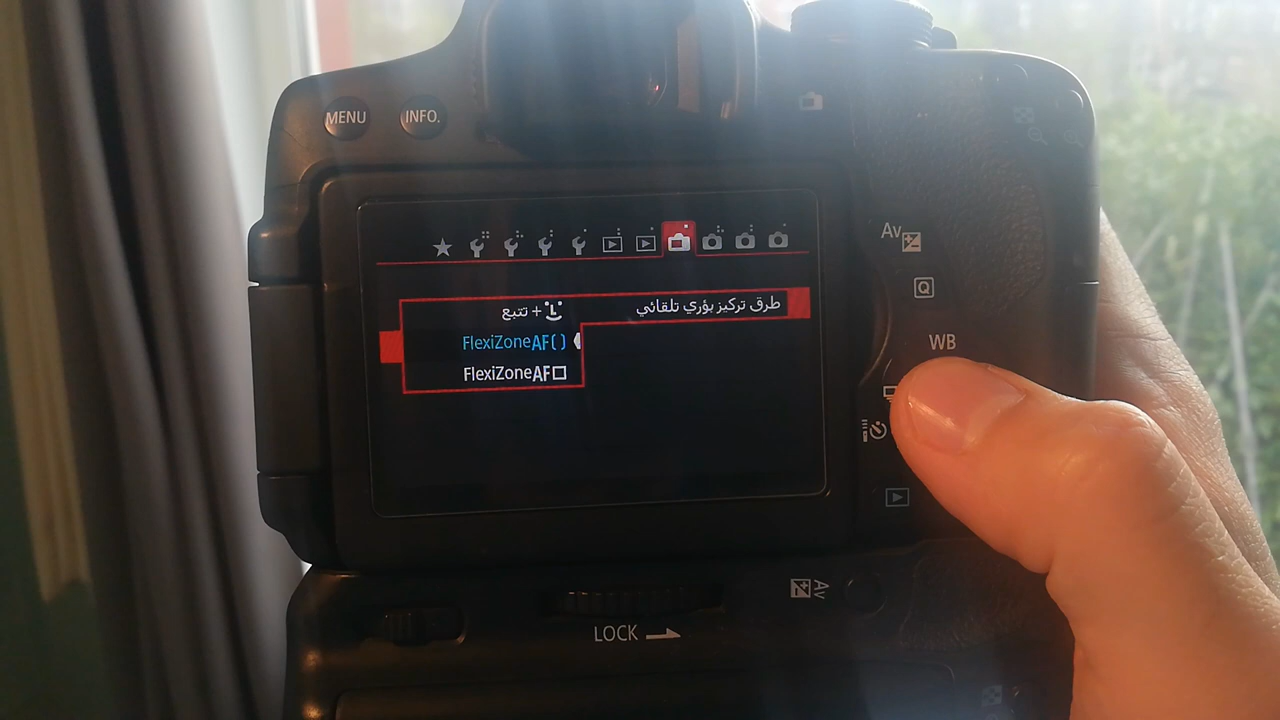 MENU INFO.
Av
Q
طرق تركيز بؤري تلقائي
تتبع +
FlexiZoneAF( )
FlexiZoneAF
WB
Av
LOCK